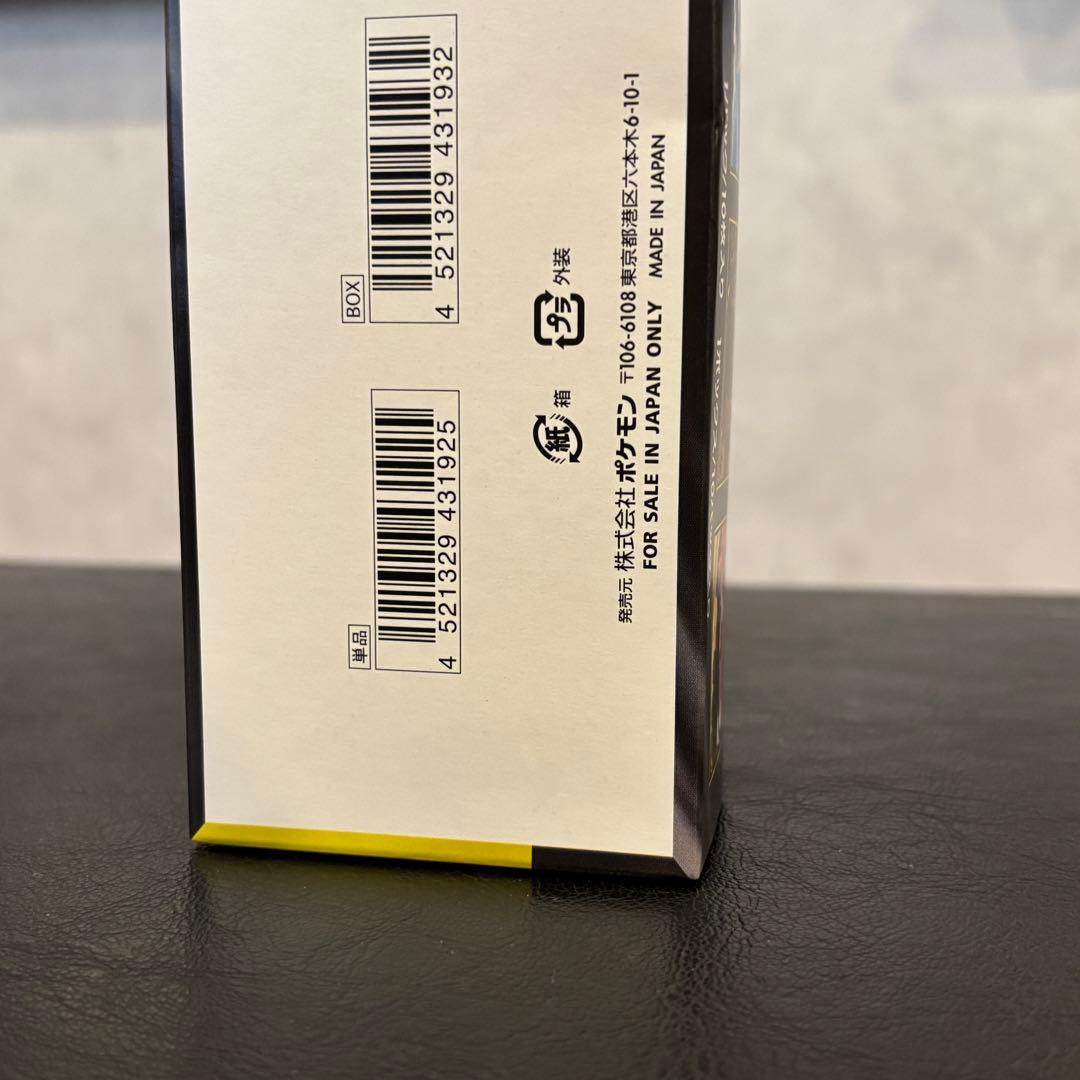 単品
4 521329 431925
BOX
4 521329 431932
紙 箱
プラ 外装
発売元 株式会社ポケモン 〒106-6108 東京都港区六本木6-10-1
FOR SALE IN JAPAN ONLY MADE IN JAPAN